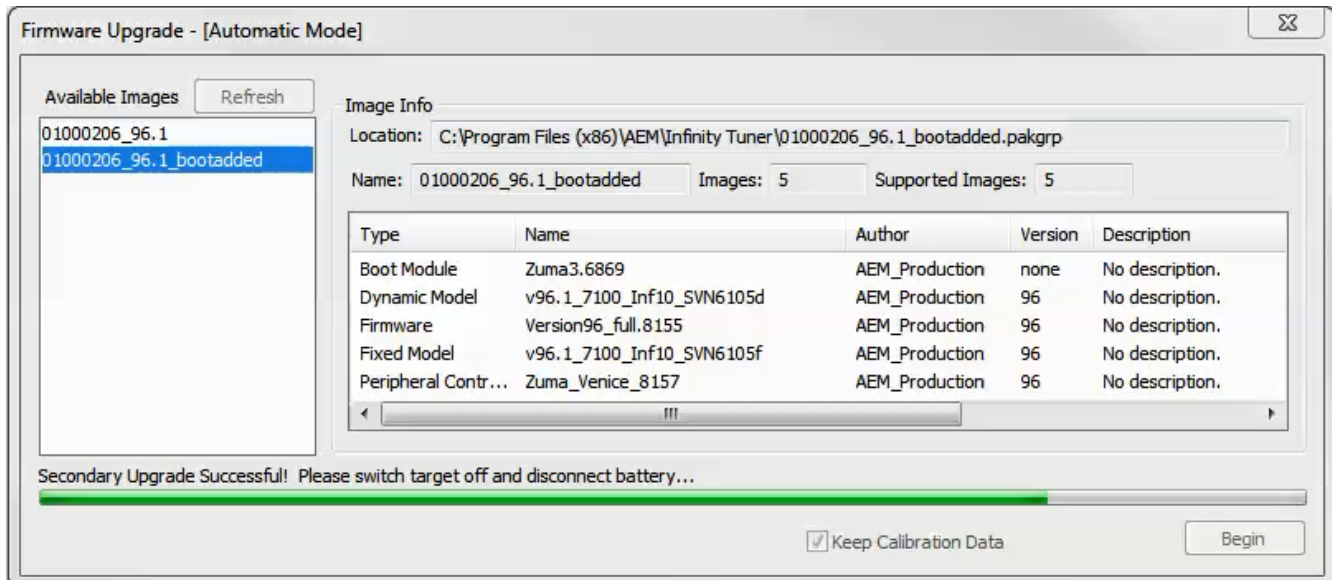 Firmware Upgrade - [Automatic Mode]
Available Images Refresh
01000206_96.1
01000206_96.1_bootadded
Image Info
Location: C:\Program Files (x86)\AEM\Infinity Tuner\01000206_96.1_bootadded.pakgrp
Name: 01000206_96.1_bootadded Images: 5 Supported Images: 5
Type Name Author Version Description
Boot Module Zuma3.6869 AEM_Production none No description.
Dynamic Model v96.1_7100_Inf10_SVN6105d AEM_Production 96 No description.
Firmware Version96_full.8155 AEM_Production 96 No description.
Fixed Model v96.1_7100_Inf10_SVN6105f AEM_Production 96 No description.
Peripheral Contr... Zuma_Venice_8157 AEM_Production 96 No description.
Secondary Upgrade Successful! Please switch target off and disconnect battery...
Keep Calibration Data Begin